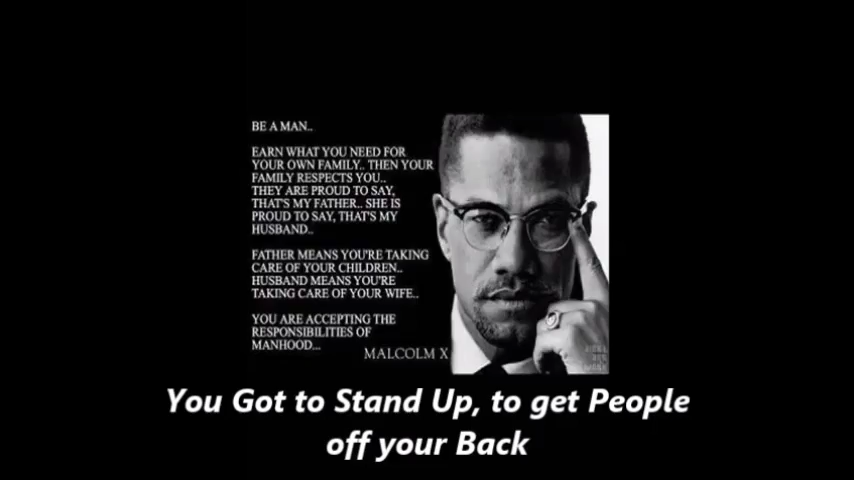 BE A MAN..
EARN WHAT YOU NEED FOR
YOUR OWN FAMILY.. THEN YOUR
FAMILY RESPECTS YOU..
THEY ARE PROUD TO SAY,
THAT'S MY FATHER.. SHE IS
PROUD TO SAY, THAT'S MY
HUSBAND..
FATHER MEANS YOU'RE TAKING
CARE OF YOUR CHILDREN..
HUSBAND MEANS YOU'RE
TAKING CARE OF YOUR WIFE..
YOU ARE ACCEPTING THE
RESPONSIBILITIES OF
MANHOOD...
MALCOLM X
You Got to Stand Up, to get People
off your Back